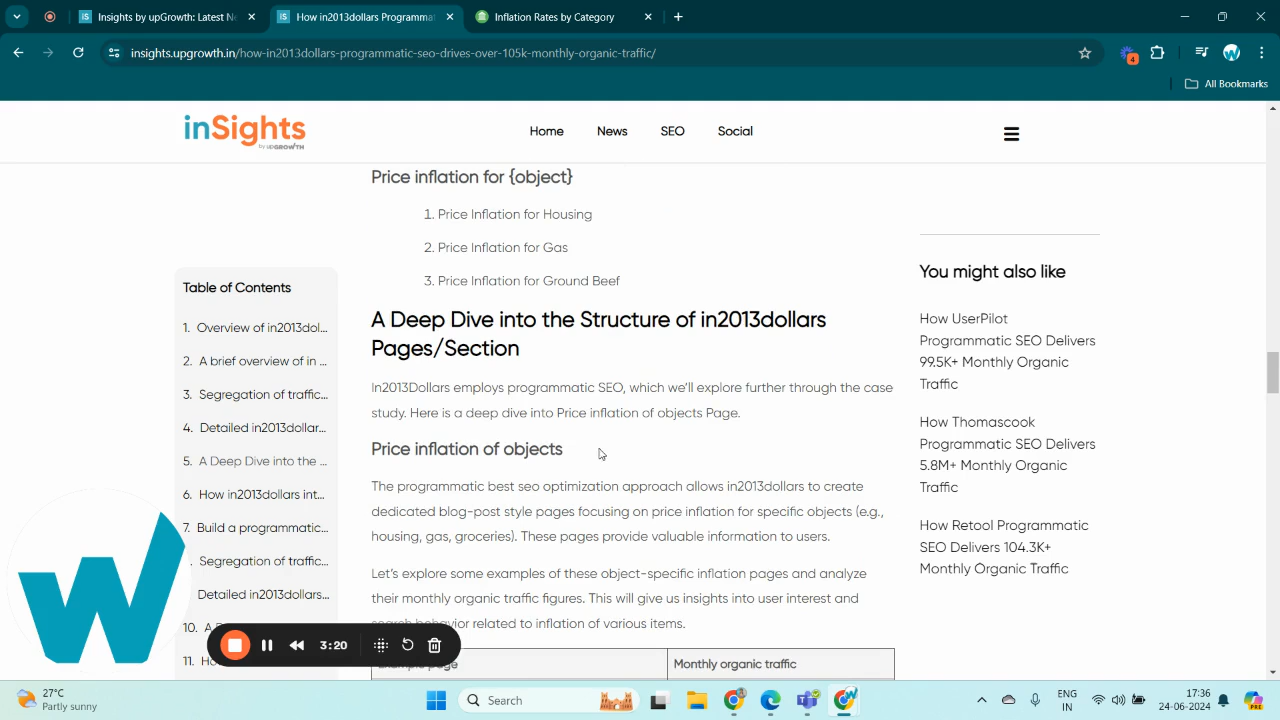 Insights by upGrowth: Latest Ne
How in2013dollars Programmat
Inflation Rates by Category
insights.upgrowth.in/how-in2013dollars-programmatic-seo-drives-over-105k-monthly-organic-traffic/
4
All Bookmarks
inSights
by upGROWTH
Home
News
SEO
Social
Price inflation for {object}
1. Price Inflation for Housing
2. Price Inflation for Gas
3. Price Inflation for Ground Beef
A Deep Dive into the Structure of in2013dollars
Pages/Section
In2013Dollars employs programmatic SEO, which we'll explore further through the case
study. Here is a deep dive into Price inflation of objects Page.
Price inflation of objects
The programmatic best seo optimization approach allows in2013dollars to create
dedicated blog-post style pages focusing on price inflation for specific objects (e.g.,
housing, gas, groceries). These pages provide valuable information to users.
Let's explore some examples of these object-specific inflation pages and analyze
their monthly organic traffic figures. This will give us insights into user interest and
search behavior related to inflation of various items.
Example page
Monthly organic traffic
Table of Contents
1. Overview of in2013dol...
2. A brief overview of in ...
3. Segregation of traffic...
4. Detailed in2013dollar...
5. A Deep Dive into the ...
6. How in2013dollars int...
7. Build a programmatic...
. Segregation of traffic...
Detailed in2013dollars...
10. A D
11. Ho
You might also like
How UserPilot
Programmatic SEO Delivers
99.5K+ Monthly Organic
Traffic
How Thomascook
Programmatic SEO Delivers
5.8M+ Monthly Organic
Traffic
How Retool Programmatic
SEO Delivers 104.3K+
Monthly Organic Traffic
W
3:20
27°C
Partly sunny
Search
ENG
IN
17:36
24-06-2024